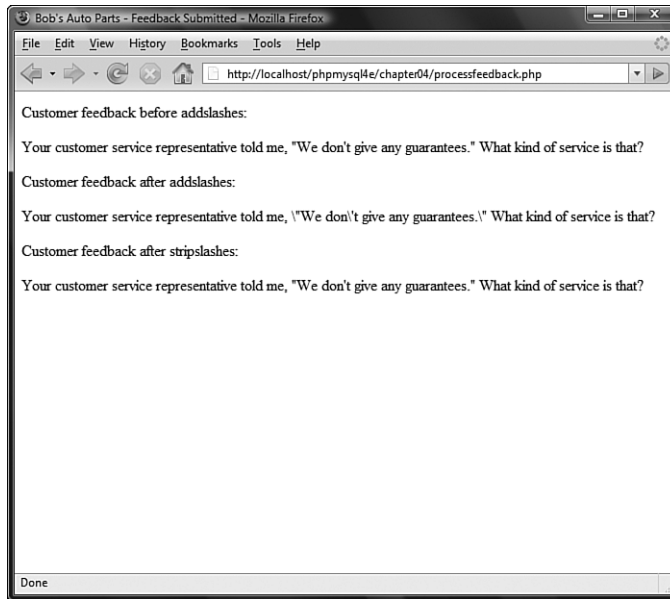 Bob's Auto Parts - Feedback Submitted - Mozilla Firefox
File Edit View History Bookmarks Tools Help
http://localhost/phpmysql4e/chapter04/processfeedback.php
Customer feedback before addslashes:
Your customer service representative told me, "We don't give any guarantees." What kind of service is that?
Customer feedback after addslashes:
Your customer service representative told me, \"We don\'t give any guarantees.\" What kind of service is that?
Customer feedback after stripslashes:
Your customer service representative told me, "We don't give any guarantees." What kind of service is that?
Done